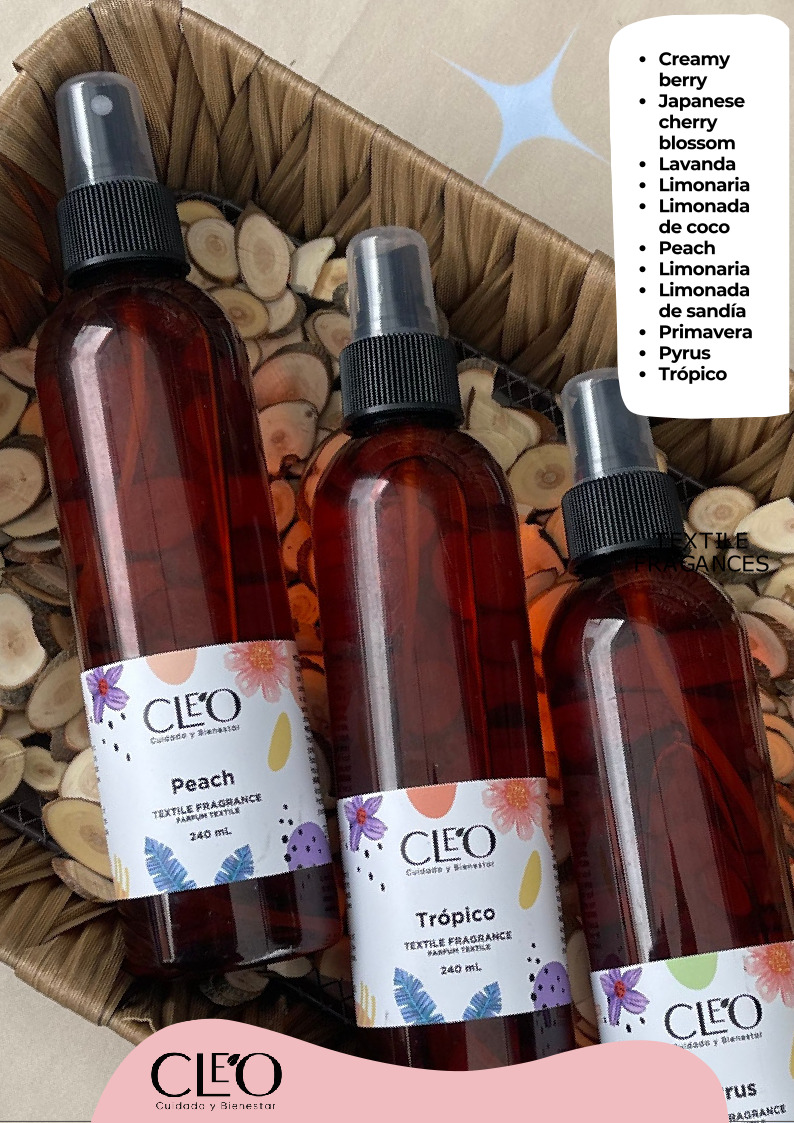 • Creamy
berry
• Japanese
cherry
blossom
• Lavanda
• Limonaria
• Limonada
de coco
• Peach
• Limonaria
• Limonada
de sandía
• Primavera
• Pyrus
• Trópico
TEXTILE
FRAGANCES
CLEO
Cuidado y Bienestar
Peach
TEXTILE FRAGRANCE
PARFUM TEXTILE
240 mL
CLEO
Cuidado y Bienestar
Trópico
TEXTILE FRAGRANCE
PARFUM TEXTILE
240 mL
CLEO
Cuidado y Bienestar
rus
FRAGRANCE
CLEO
Cuidado y Bienestar